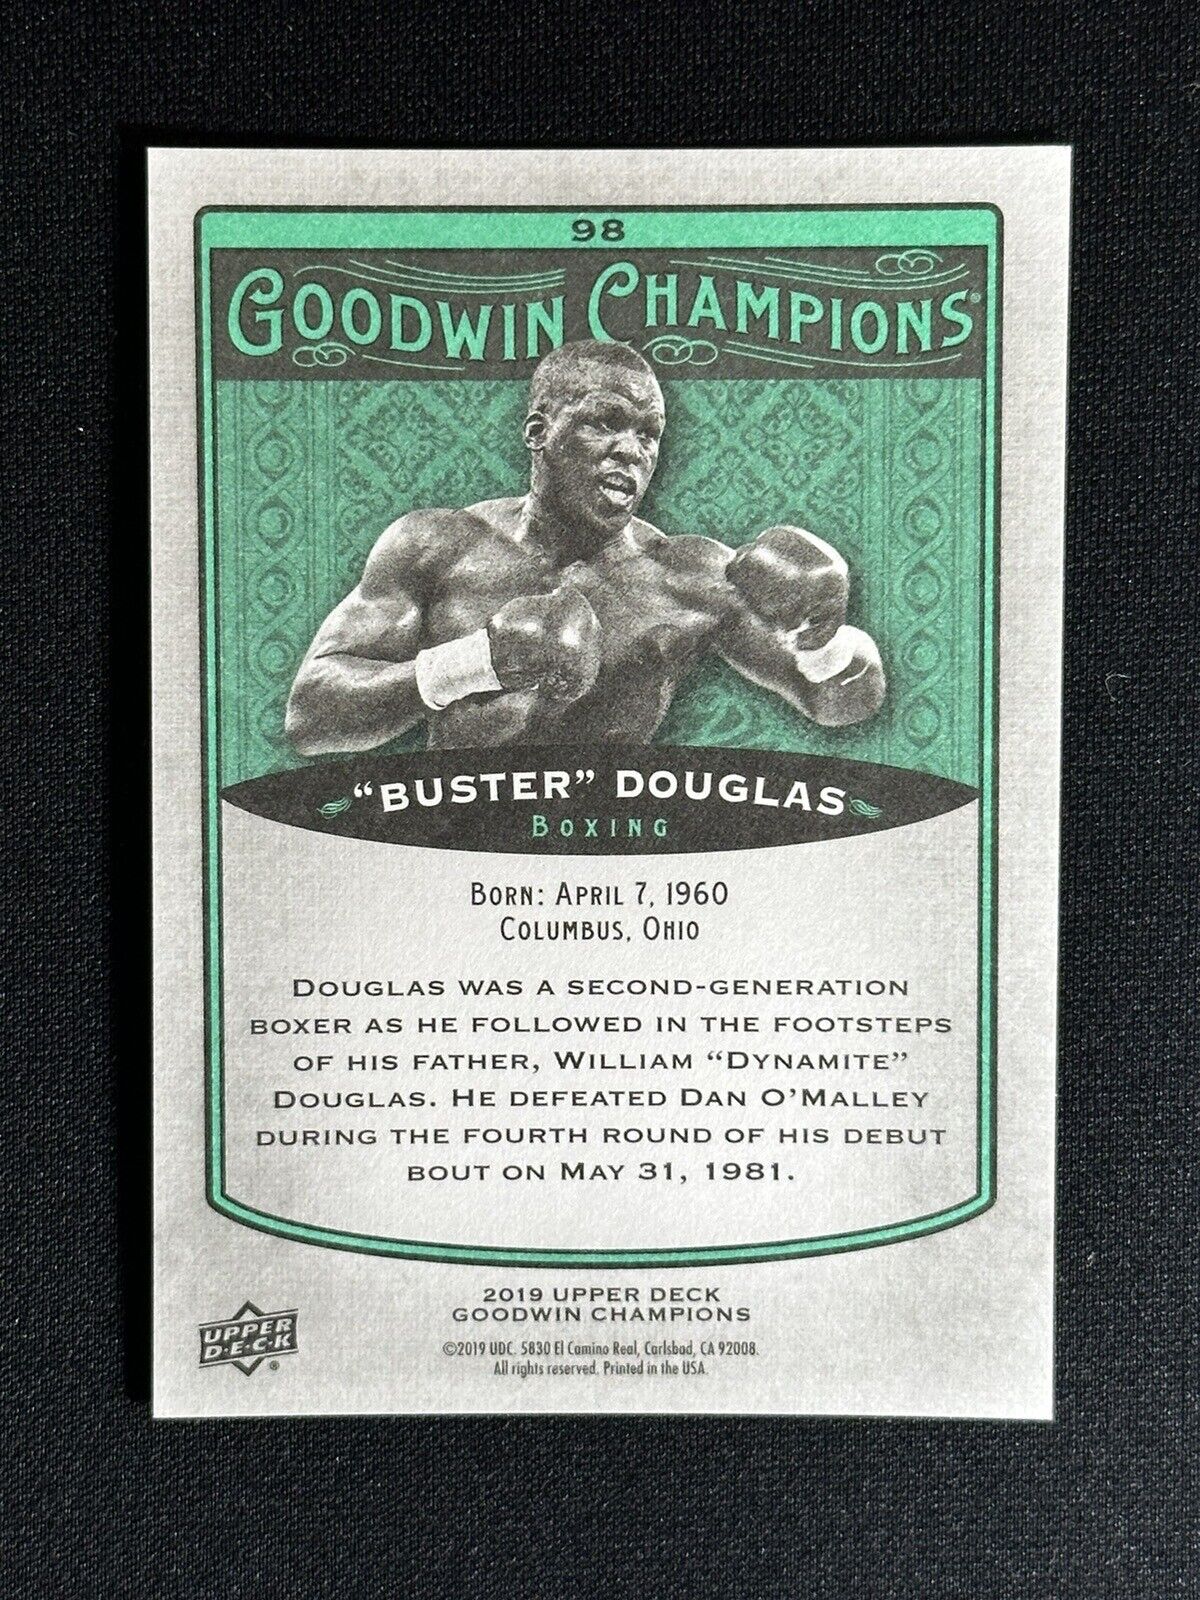 98
GOODWIN CHAMPIONS®
"BUSTER" DOUGLAS
BOXING
BORN: APRIL 7, 1960
COLUMBUS, OHIO
DOUGLAS WAS A SECOND-GENERATION
BOXER AS HE FOLLOWED IN THE FOOTSTEPS
OF HIS FATHER, WILLIAM "DYNAMITE"
DOUGLAS. HE DEFEATED DAN O'MALLEY
DURING THE FOURTH ROUND OF HIS DEBUT
BOUT ON MAY 31, 1981.
2019 UPPER DECK
GOODWIN CHAMPIONS
©2019 UDC. 5830 El Camino Real, Carlsbad, CA 92008.
All rights reserved. Printed in the USA.
UPPER
D·E·C·K®